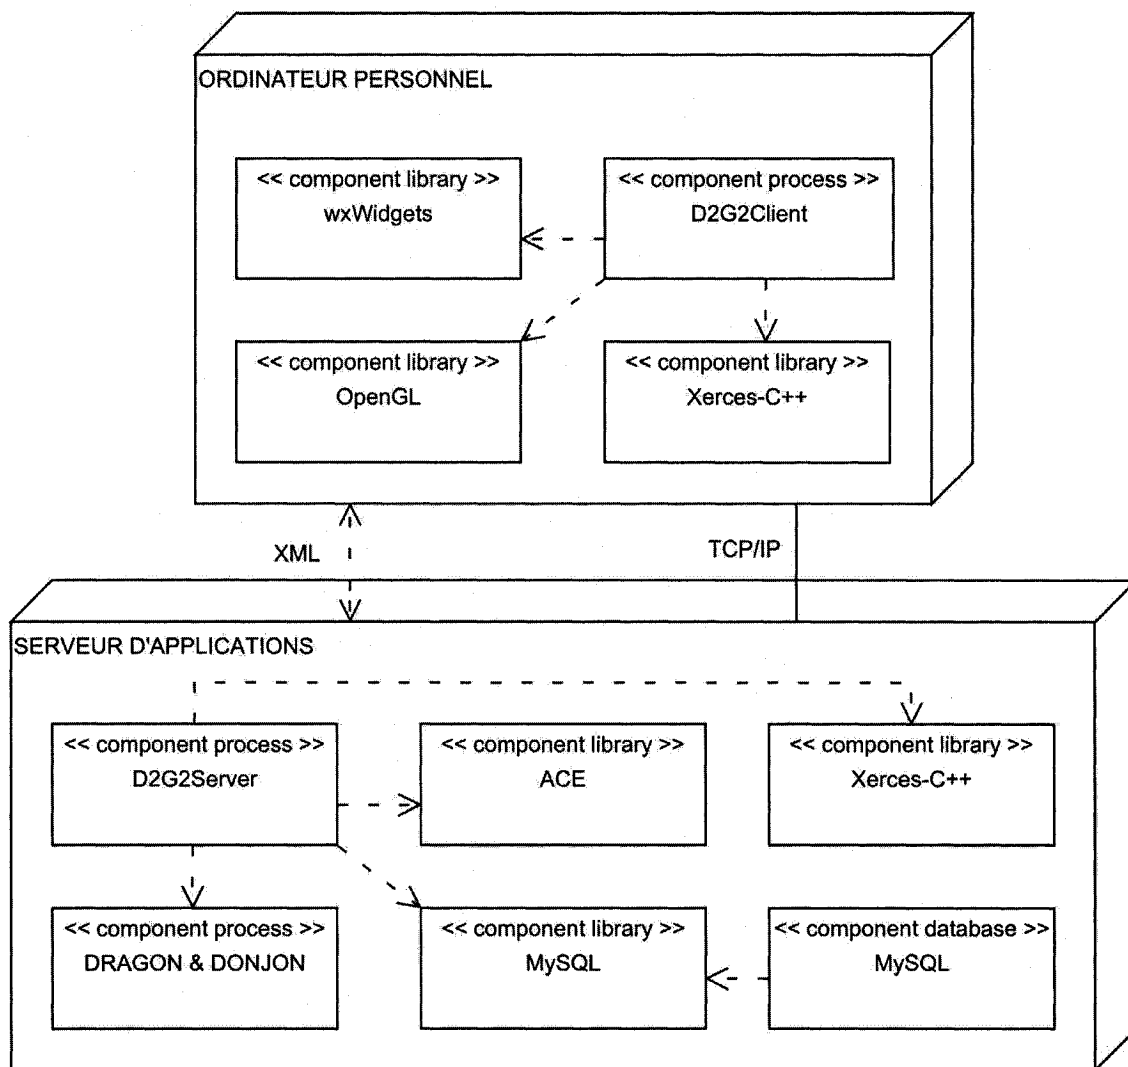 ORDINATEUR PERSONNEL
<< component library >>
wxWidgets
<< component process >>
D2G2Client
<< component library >>
OpenGL
<< component library >>
Xerces-C++
XML
TCP/IP
SERVEUR D'APPLICATIONS
<< component process >>
D2G2Server
<< component library >>
ACE
<< component library >>
Xerces-C++
<< component process >>
DRAGON & DONJON
<< component library >>
MySQL
<< component database >>
MySQL